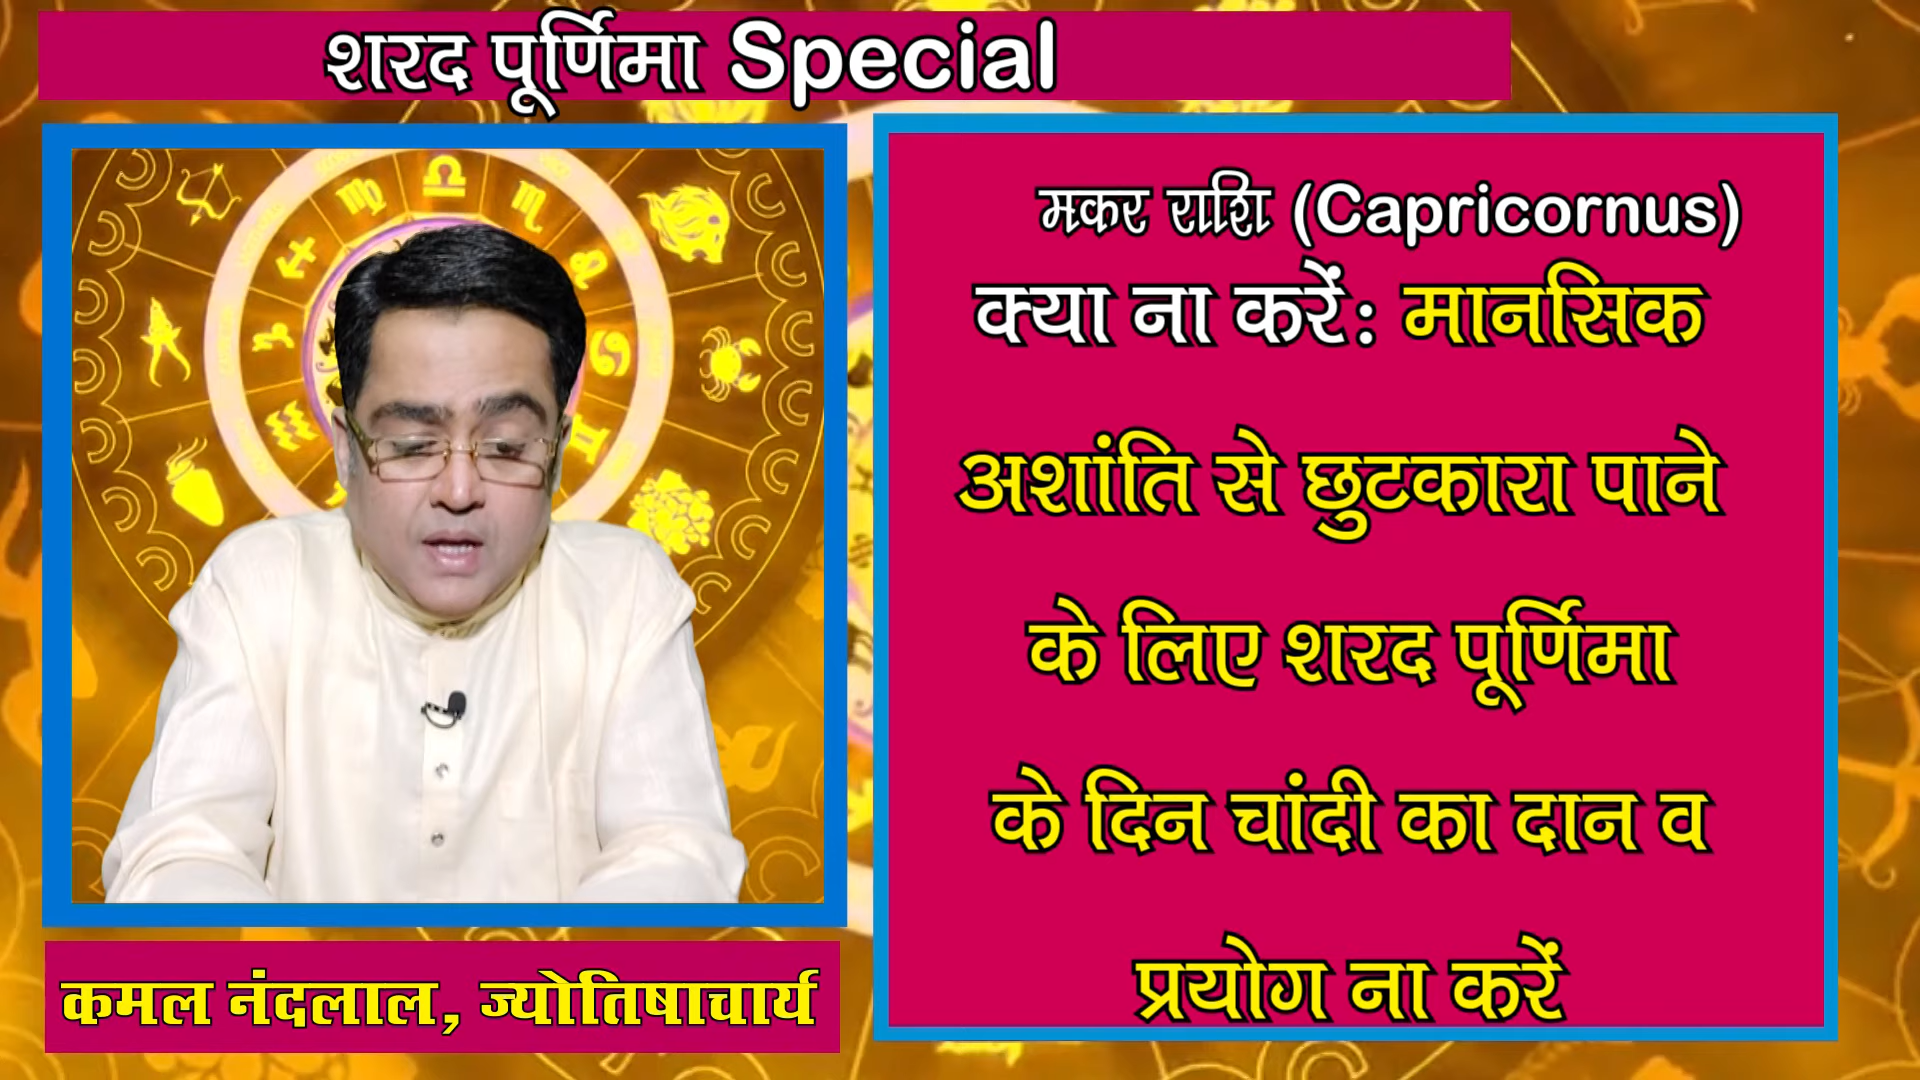 शरद पूर्णिमा Special
मकर राशि (Capricornus)
क्या ना करें: मानसिक
अशांति से छुटकारा पाने
के लिए शरद पूर्णिमा
के दिन चांदी का दान व
प्रयोग ना करें
कमल नंदलाल, ज्योतिषाचार्य